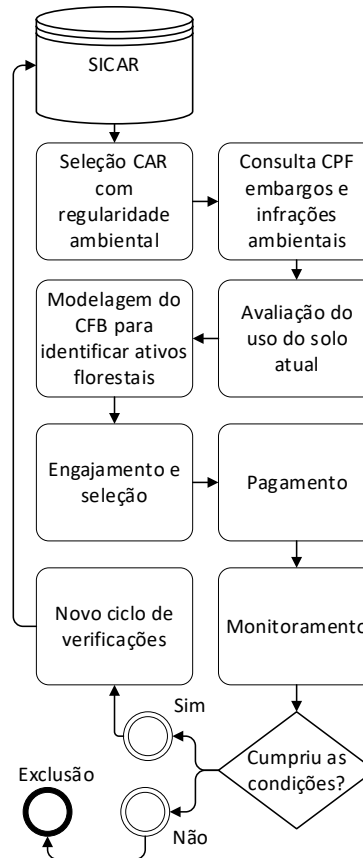 SICAR
Seleção CAR
com
regularidade
ambiental
Consulta CPF
embargos e
infrações
ambientais
Modelagem do
CFB para
identificar ativos
florestais
Avaliação do
uso do solo
atual
Engajamento e
seleção
Pagamento
Novo ciclo de
verificações
Monitoramento
Sim
Cumpriu as
condições?
Exclusão
Não